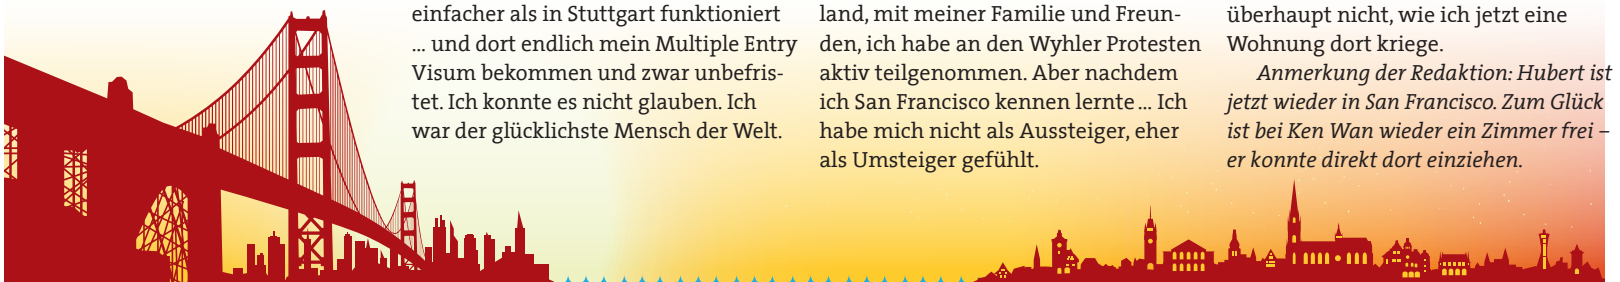 einfacher als in Stuttgart funktioniert
... und dort endlich mein Multiple Entry
Visum bekommen und zwar unbefris-
tet. Ich konnte es nicht glauben. Ich
war der glücklichste Mensch der Welt.
land, mit meiner Familie und Freun-
den, ich habe an den Wyhler Protesten
aktiv teilgenommen. Aber nachdem
ich San Francisco kennen lernte ... Ich
habe mich nicht als Aussteiger, eher
als Umsteiger gefühlt.
überhaupt nicht, wie ich jetzt eine
Wohnung dort kriege.
Anmerkung der Redaktion: Hubert ist
jetzt wieder in San Francisco. Zum Glück
ist bei Ken Wan wieder ein Zimmer frei –
er konnte direkt dort einziehen.